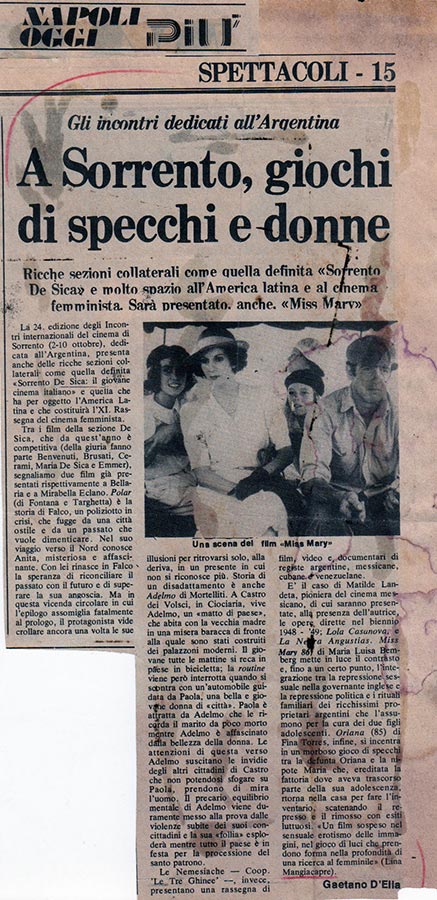 NAPOLI
OGGI
Più
SPETTACOLI - 15
Gli incontri dedicati all'Argentina
A Sorrento, giochi
di specchi e donne
Ricche sezioni collaterali come quella definita «Sorrento
De Sica» e molto spazio all'America latina e al cinema
femminista. Sarà presentato, anche, «Miss Mary»
La 24. edizione degli Incon-
tri internazionali del cinema di
Sorrento (2-10 ottobre), dedi-
cata all'Argentina, presenta
anche delle ricche sezioni col-
laterali come quella definita
«Sorrento De Sica: il giovane
cinema italiano» e quella che
ha per oggetto l'America La-
tina e che costituirà l'XI. Ras-
segna del cinema femminista.
Tra i film della sezione De
Sica, che da quest'anno è
competitiva (della giuria fanno
parte Benvenuti, Brusati, Ce-
rami, Maria De Sica e Emmer),
segnaliamo due film già pre-
sentati rispettivamente a Bella-
ria e a Mirabella Eclano. Polar
(di Fontana e Targhetta) è la
storia di Falco, un poliziotto in
crisi, che fugge da una città
ostile e da un passato che
vuole dimenticare. Nel suo
viaggio verso il Nord conosce
Anita, misteriosa e affasci-
nante. Con lei rinasce in Falco
la speranza di riconciliare il
passato con il futuro e di supe-
rare la sua angoscia. Ma in
questa vicenda circolare in cui
l'epilogo assomiglia fatalmente
al prologo, il protagonista vide
crollare ancora una volta le sue
Una scena del film «Miss Mary»
illusioni per ritrovarsi solo, alla
deriva, in un presente in cui
non si riconosce più. Storia di
un disadattamento è anche
Adelmo di Mortelliti. A Castro
dei Volsci, in Ciociaria, vive
Adelmo, un «matto di paese»,
che abita con la vecchia madre
in una misera baracca di fronte
alla quale sono stati costruiti
dei palazzoni moderni. Il gio-
vane tutte le mattine si reca in
paese in bicicletta; la routine
viene però interrotta quando si
scontra con un'automobile gui-
data da Paola, una bella e gio-
vane donna di «città». Paola è
attratta da Adelmo che le ri-
corda il marito da poco morto
mentre Adelmo è affascinato
dalla bellezza della donna. Le
attenzioni di questa verso
Adelmo suscitano le invidie
degli altri cittadini di Castro
che non potendosi sfogare su
Paola, prendono di mira
l'uomo. Il precario equilibrio
mentale di Adelmo viene du-
ramente messo alla prova dalle
violenze subite dei suoi con-
cittadini e la sua «follia» esplo-
derà mentre tutto il paese è in
festa per la processione del
santo patrono.
Le Nemesiache — Coop.
'Le Tre Ghinee' —, invece,
presentano una rassegna di
film, video e documentari di
registe argentine, messicane,
cubane e venezuelane.
E' il caso di Matilde Lan-
deta, pioniera del cinema mes-
sicano, di cui saranno presen-
tate, alla presenza dell'autrice,
le opere, dirette nel biennio
1948 - '49; Lola Casanova, e
La Negra Angustias. Miss
Mary 86) di Maria Luisa Bem-
berg mette in luce il contrasto
e, fino a un certo punto, l'inte-
grazione tra la repressione ses-
suale nella governante inglese e
la repressione politica e i rituali
familiari dei ricchissimi pro-
prietari argentini che l'assu-
mono per la cura dei due figli
adolescenti. Oriana (85) di
Fina Torres, infine, si incentra
in un morboso gioco di specchi
tra la defunta Oriana e la ni-
pote Maria che, ereditata la
fattoria dove aveva trascorso
parte della sua adolescenza,
ritorna nella casa per fare l'in-
ventario, scatenando il re-
presso e il rimosso con esiti
luttuosi. «Un film sospeso nel
sensuale erotismo delle imma-
gini, nel gioco di luci che pren-
dono forma nella profondità di
una ricerca al femminile» (Lina
Mangiacapre).
Gaetano D'Elia